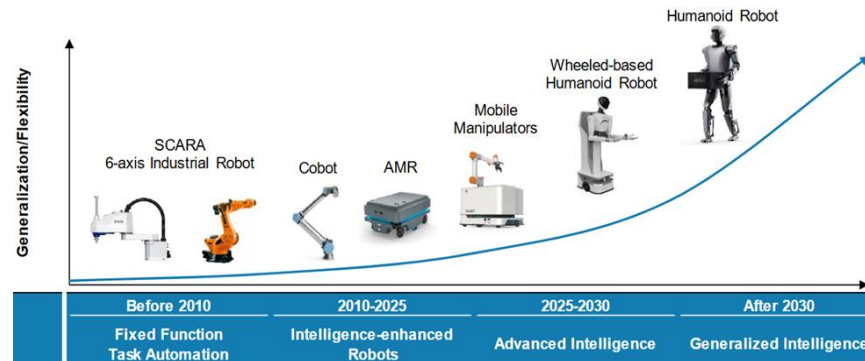 Humanoid Robot
Wheeled-based
Humanoid Robot
Mobile
Manipulators
SCARA
6-axis Industrial Robot
Cobot
AMR
Generalization/Flexibility
Before 2010
2010-2025
2025-2030
After 2030
Fixed Function
Task Automation
Intelligence-enhanced
Robots
Advanced Intelligence
Generalized Intelligence